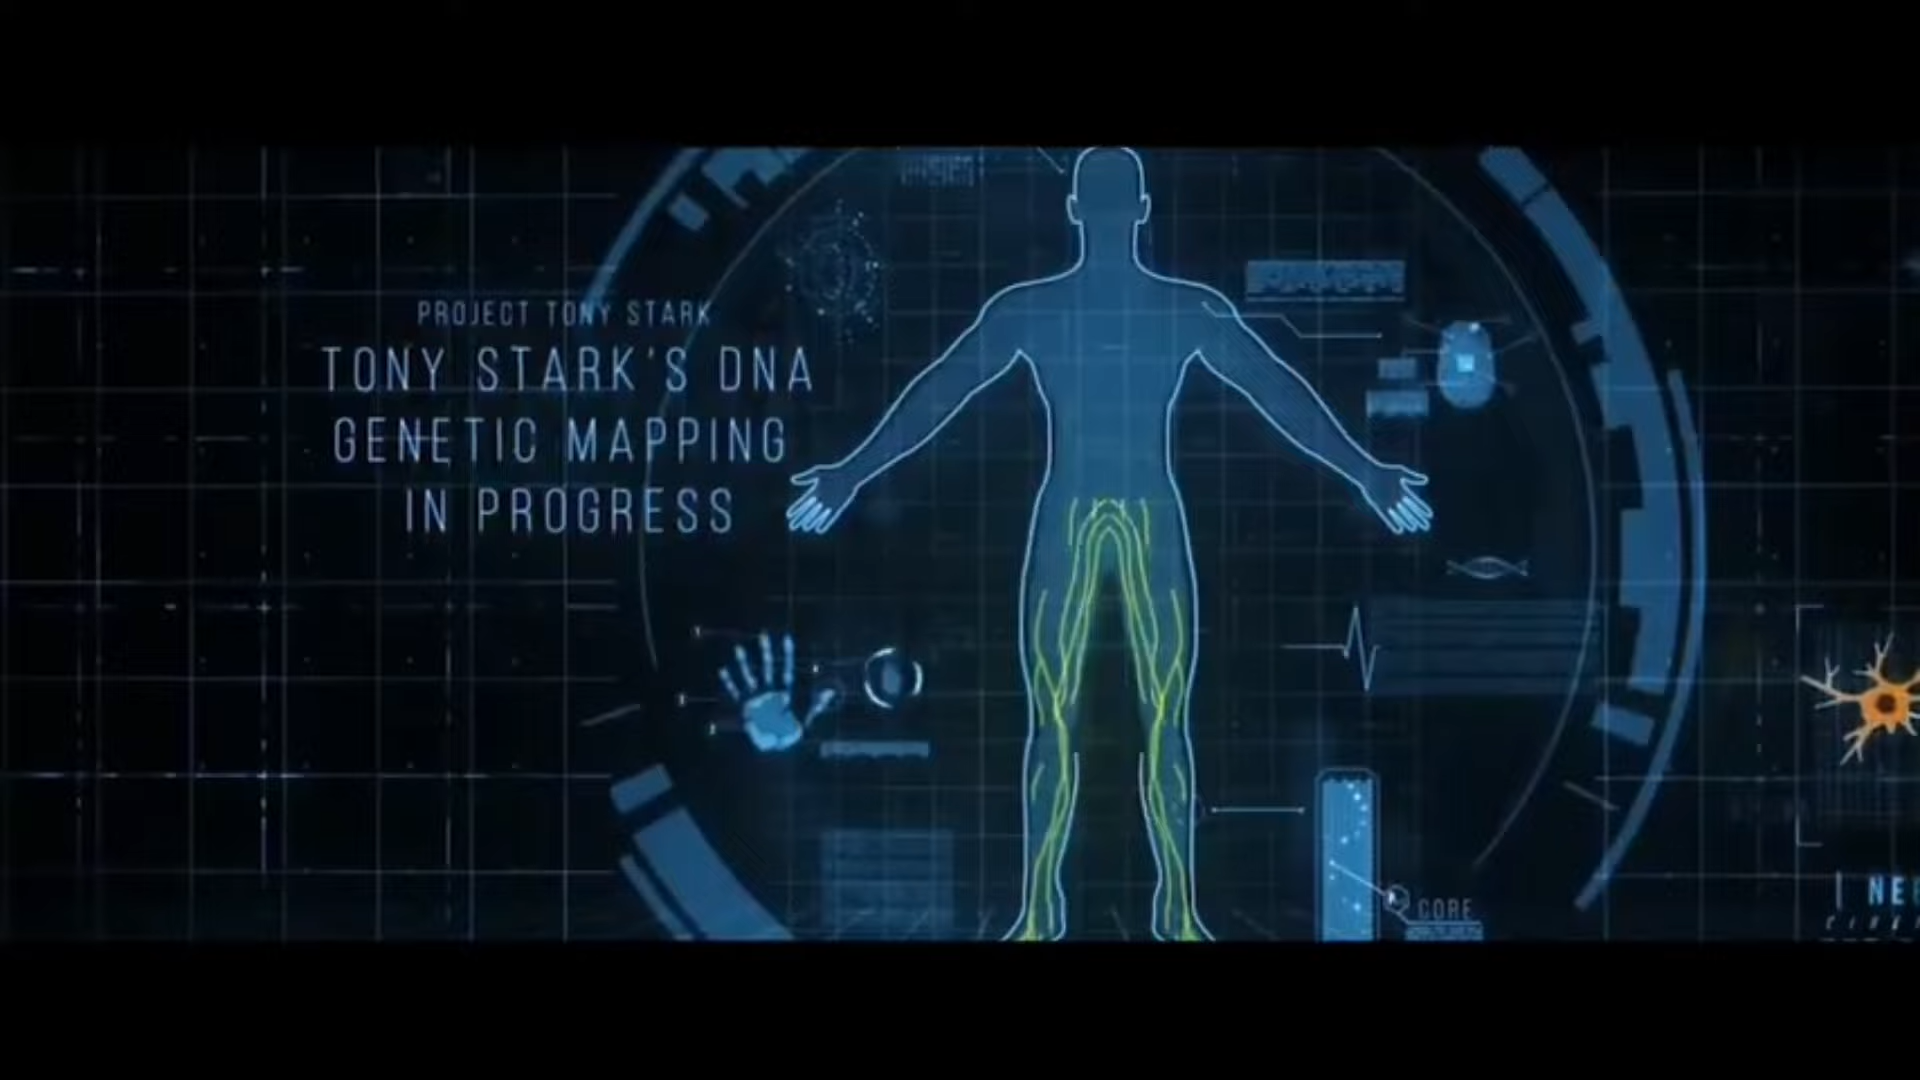 PROJECT TONY STARK
TONY STARK'S DNA
GENETIC MAPPING
IN PROGRESS
CORE